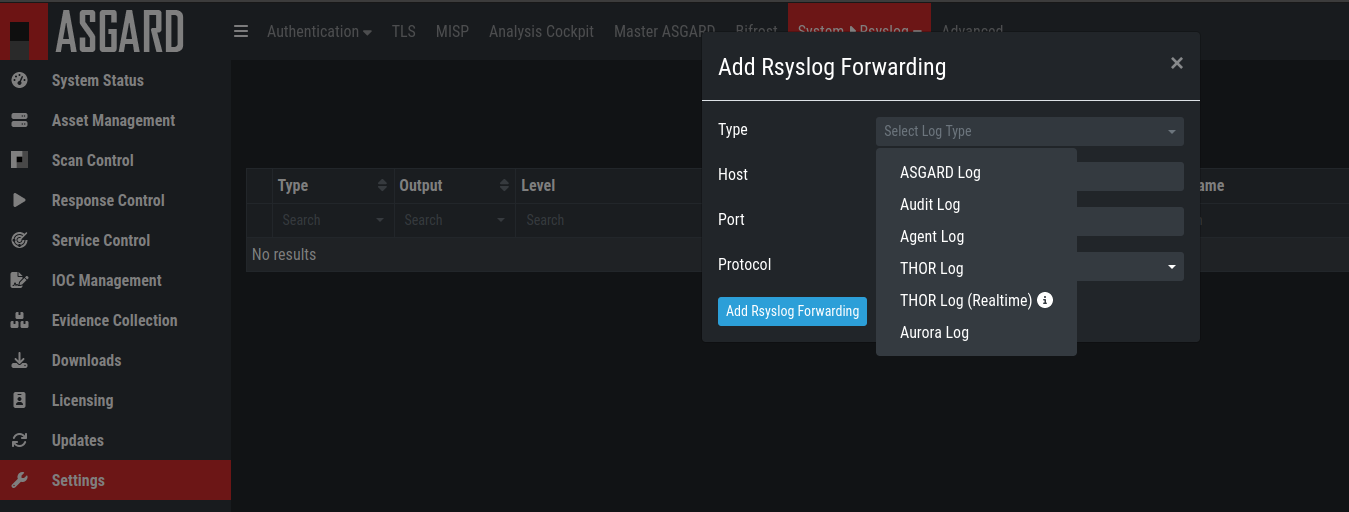 ASGARD
Authentication TLS MISP Analysis Cockpit Master ASGARD Bifrost System Rsyslog Advanced
System Status
Asset Management
Scan Control
Response Control
Service Control
IOC Management
Evidence Collection
Downloads
Licensing
Updates
Settings
Type Output Level ame
Search Search Search
No results
Add Rsyslog Forwarding ×
Type Select Log Type
Host
Port
Protocol
Add Rsyslog Forwarding
ASGARD Log
Audit Log
Agent Log
THOR Log
THOR Log (Realtime)
Aurora Log